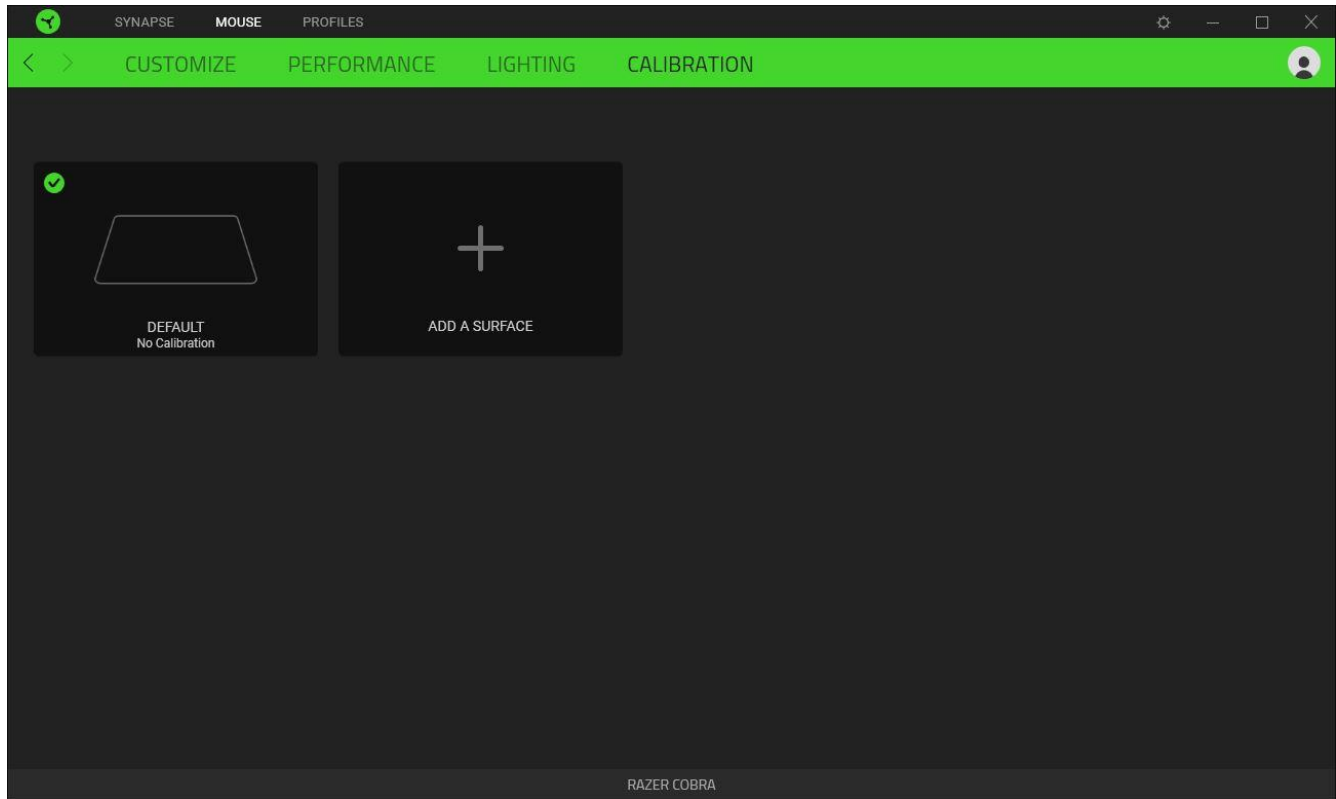 SYNAPSE MOUSE PROFILES
CUSTOMIZE PERFORMANCE LIGHTING CALIBRATION
DEFAULT
No Calibration
ADD A SURFACE
RAZER COBRA